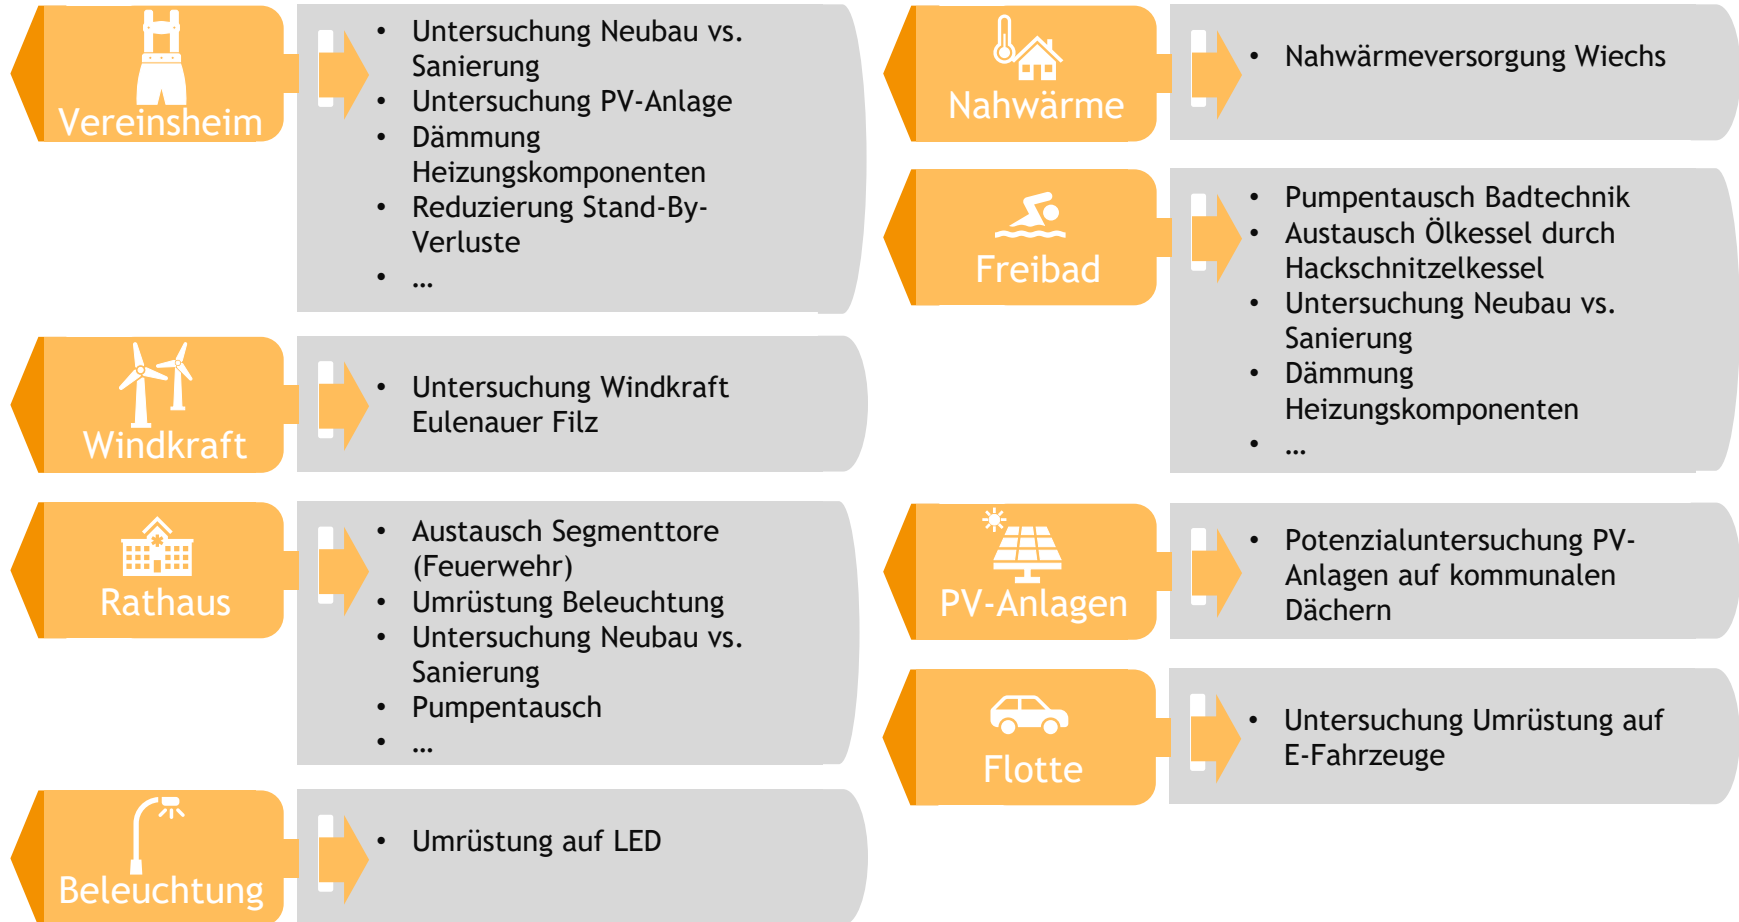 Vereinsheim
• Untersuchung Neubau vs.
Sanierung
• Untersuchung PV-Anlage
• Dämmung
Heizungskomponenten
• Reduzierung Stand-By-
Verluste
• …
Windkraft
• Untersuchung Windkraft
Eulenauer Filz
Rathaus
• Austausch Segmenttore
(Feuerwehr)
• Umrüstung Beleuchtung
• Untersuchung Neubau vs.
Sanierung
• Pumpentausch
• …
Beleuchtung
• Umrüstung auf LED
Nahwärme
• Nahwärmeversorgung Wiechs
Freibad
• Pumpentausch Badtechnik
• Austausch Ölkessel durch
Hackschnitzelkessel
• Untersuchung Neubau vs.
Sanierung
• Dämmung
Heizungskomponenten
• …
PV-Anlagen
• Potenzialuntersuchung PV-
Anlagen auf kommunalen
Dächern
Flotte
• Untersuchung Umrüstung auf
E-Fahrzeuge